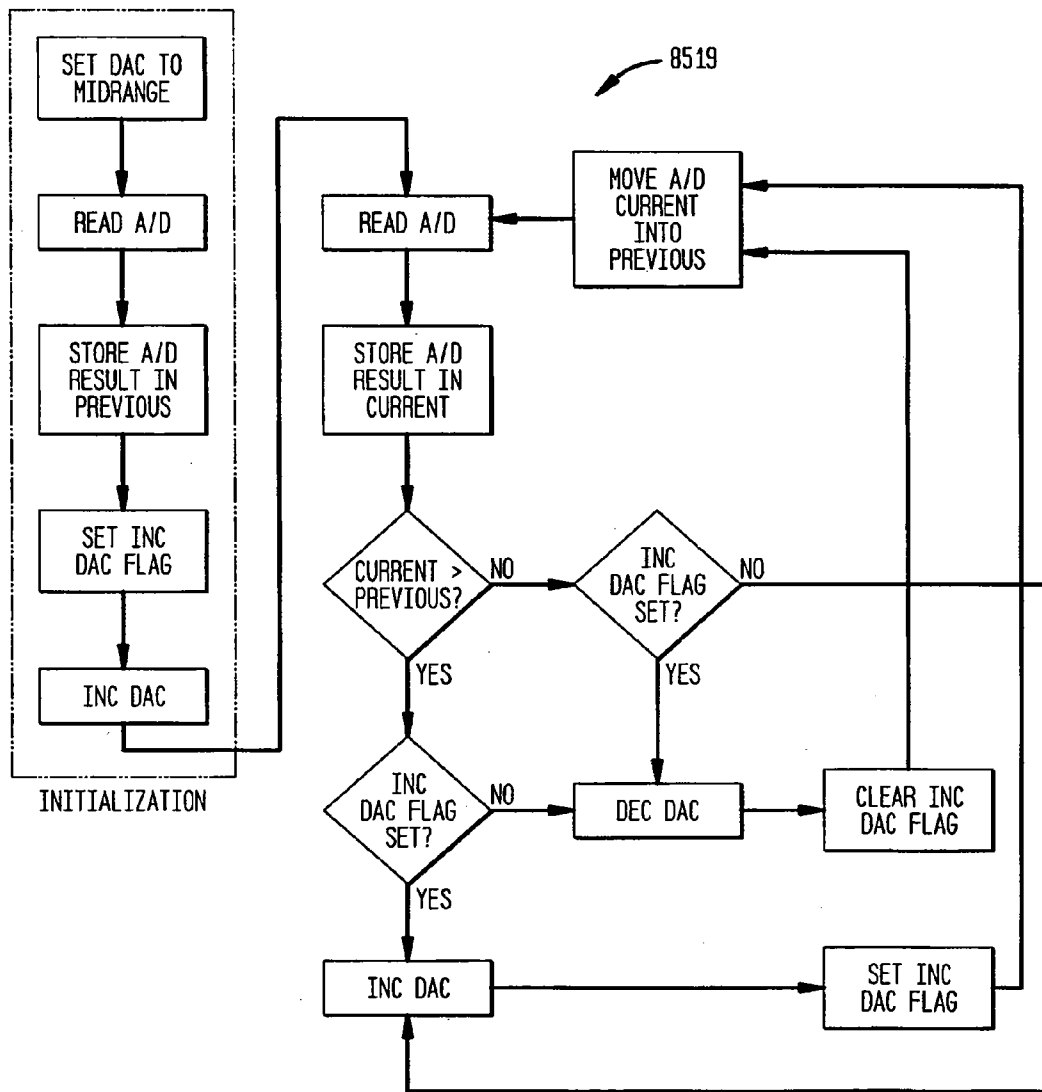 SET DAC TO
MIDRANGE
READ A/D
STORE A/D
RESULT IN
PREVIOUS
SET INC
DAC FLAG
INC DAC
INITIALIZATION
8519
READ A/D
MOVE A/D
CURRENT
INTO
PREVIOUS
STORE A/D
RESULT IN
CURRENT
CURRENT >
PREVIOUS?
NO
YES
INC
DAC FLAG
SET?
NO
YES
INC
DAC FLAG
SET?
NO
YES
DEC DAC
CLEAR INC
DAC FLAG
INC DAC
SET INC
DAC FLAG